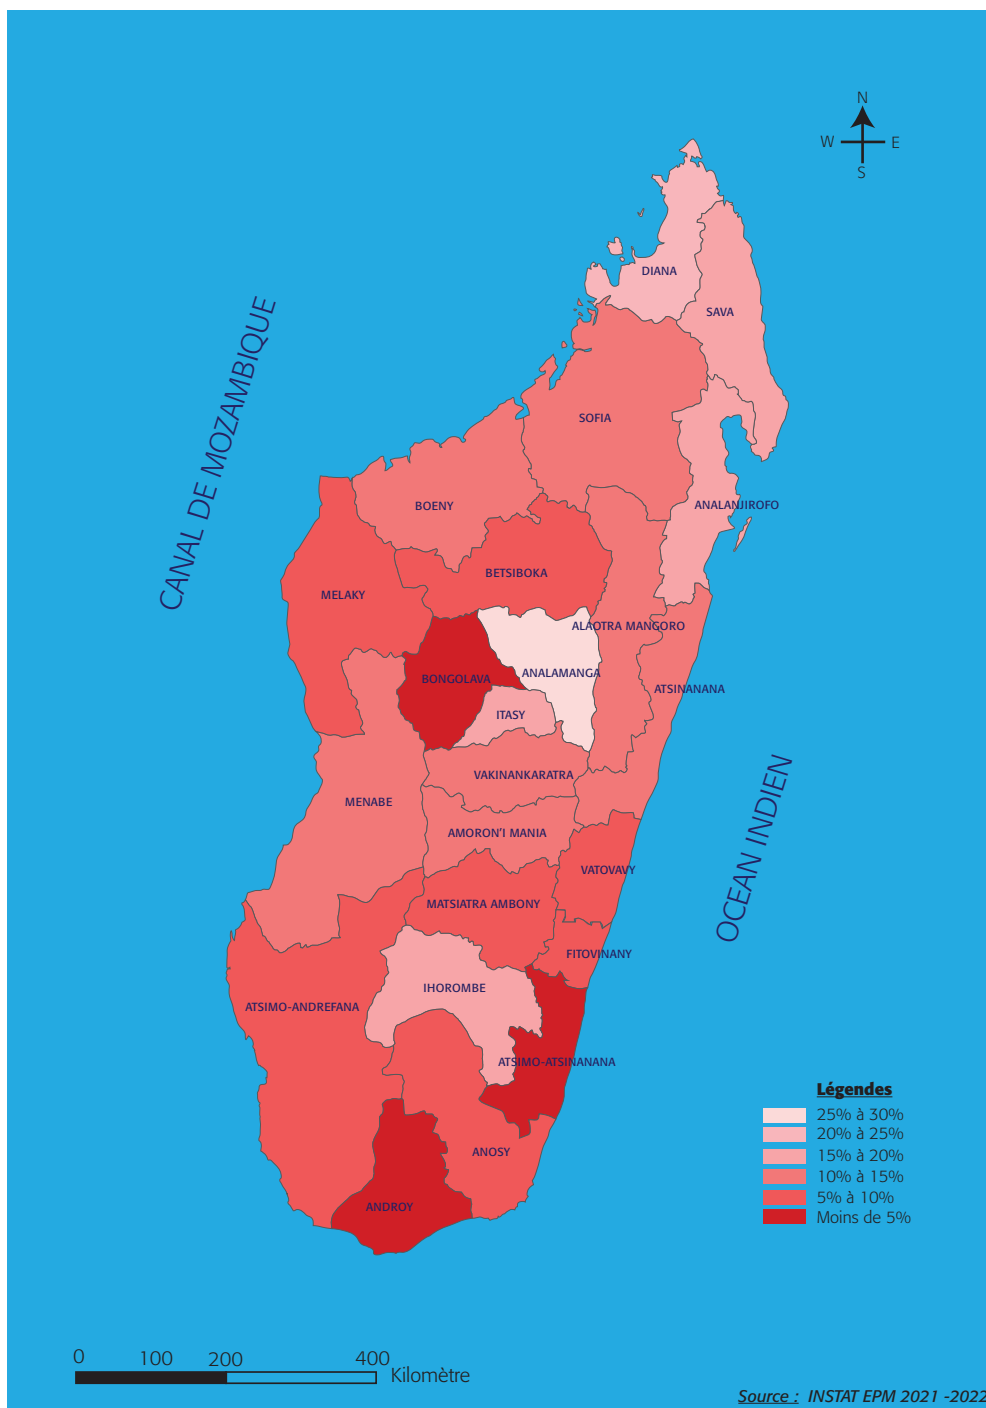 N
W E
S
DIANA
SAVA
CANAL DE MOZAMBIQUE
SOFIA
BOENY
ANALANJIROFO
BETSIBOKA
MELAKY
ALAOTRA MANGORO
BONGOLAVA
ANALAMANGA
ATSINANANA
ITASY
VAKINANKARATRA
MENABE
AMORON'I MANIA
OCEAN INDIEN
VATOVAVY
MATSIATRA AMBONY
FITOVINANY
IHOROMBE
ATSIMO-ANDREFANA
ATSIMO-ATSINANANA
ANOSY
ANDROY
Légendes
25% à 30%
20% à 25%
15% à 20%
10% à 15%
5% à 10%
Moins de 5%
0 100 200 400
Kilomètre
Source : INSTAT EPM 2021 -2022